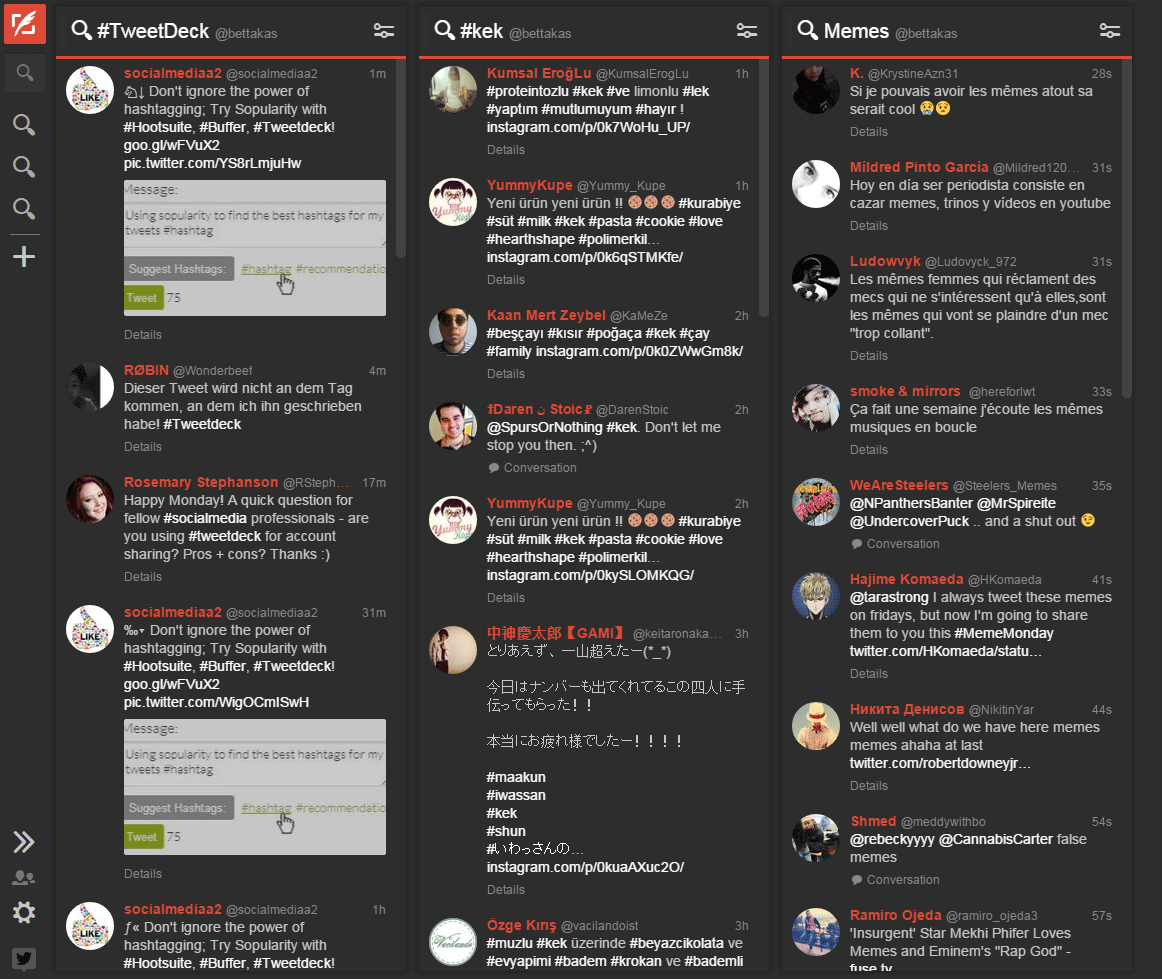 #TweetDeck @bettakas
socialmediaa2 @socialmediaa2 1m
Don't ignore the power of
hashtagging; Try Sopularity with
#Hootsuite, #Buffer, #Tweetdeck!
goo.gl/wFVuX2
pic.twitter.com/YS8rLmjuHw
LIKE
Message:
Using sopularity to find the best hashtags for my
tweets #hashtag
Suggest Hashtags: #hashtag #recommendatio
Tweet 75
Details
RØBIN @Wonderbeef 4m
Dieser Tweet wird nicht an dem Tag
kommen, an dem ich ihn geschrieben
habe! #Tweetdeck
Details
Rosemary Stephanson @RSteph... 17m
Happy Monday! A quick question for
fellow #socialmedia professionals - are
you using #tweetdeck for account
sharing? Pros + cons? Thanks :)
Details
socialmediaa2 @socialmediaa2 31m
‰▾ Don't ignore the power of
hashtagging; Try Sopularity with
#Hootsuite, #Buffer, #Tweetdeck!
goo.gl/wFVuX2
pic.twitter.com/WigOCmISwH
LIKE
Message:
Using sopularity to find the best hashtags for my
tweets #hashtag
Suggest Hashtags: #hashtag #recommendatio
Tweet 75
Details
socialmediaa2 @socialmediaa2 1h
ƒ« Don't ignore the power of
hashtagging; Try Sopularity with
#Hootsuite, #Buffer, #Tweetdeck!
LIKE
#kek @bettakas
Kumsal EroğLu @KumsalErogLu 1h
#proteintozlu #kek #ve limonlu #lek
#yaptım #mutlumuyum #hayır !
instagram.com/p/0k7WoHu_UP/
Details
YummyKupe @Yummy_Kupe 1h
Yeni ürün yeni ürün !! 🍪🍪🍪 #kurabiye
#süt #milk #kek #pasta #cookie #love
#hearthshape #polimerkil...
instagram.com/p/0k6qSTMKfe/
Details
Kaan Mert Zeybel @KaMeZe 2h
#beşçayı #kısır #poğaça #kek #çay
#family instagram.com/p/0k0ZWwGm8k/
Details
Daren ن Stoic @DarenStoic 2h
@SpursOrNothing #kek. Don't let me
stop you then. ;^)
Conversation
YummyKupe @Yummy_Kupe 2h
Yeni ürün yeni ürün !! 🍪🍪🍪 #kurabiye
#süt #milk #kek #pasta #cookie #love
#hearthshape #polimerkil...
instagram.com/p/0kySLOMKQG/
Details
中神慶太郎【GAMI】 @keitaronaka... 3h
とりあえず、一山超えたー(*_*)
今日はナンバーも出てくれてるこの四人に手
伝ってもらった！！
本当にお疲れ様でしたー！！！！
#maakun
#iwassan
#kek
#shun
#いわっさんの...
instagram.com/p/0kuaAXuc2O/
Details
Özge Kırış @vacilandoist 3h
#muzlu #kek üzerinde #beyazcikolata ve
#evyapimi #badem #krokan ve #bademli
Memes @bettakas
K. @KrystineAzn31 28s
Si je pouvais avoir les mêmes atout sa
serait cool 😢😟
Details
Míldred Pinto García @Mildred120... 31s
Hoy en día ser periodista consiste en
cazar memes, trinos y vídeos en youtube
Details
Ludowvyk @Ludovyck_972 31s
Les mêmes femmes qui réclament des
mecs qui ne s'intéressent qu'à elles,sont
les mêmes qui vont se plaindre d'un mec
"trop collant".
Details
smoke & mirrors @hereforlwt 33s
Ça fait une semaine j'écoute les mêmes
musiques en boucle
Details
WeAreSteelers @Steelers_Memes 35s
@NPanthersBanter @MrSpireite
@UndercoverPuck .. and a shut out 😉
Conversation
Hajime Komaeda @HKomaeda 41s
@tarastrong I always tweet these memes
on fridays, but now I'm going to share
them to you this #MemeMonday
twitter.com/HKomaeda/statu...
Details
Никита Денисов @NikitinYar 44s
Well well what do we have here memes
memes ahaha at last
twitter.com/robertdowneyjr...
Details
Shmed @meddywithbo 54s
@rebeckyyyy @CannabisCarter false
memes
Conversation
Ramiro Ojeda @ramiro_ojeda3 57s
'Insurgent' Star Mekhi Phifer Loves
Memes and Eminem's "Rap God" -
fuse.tv